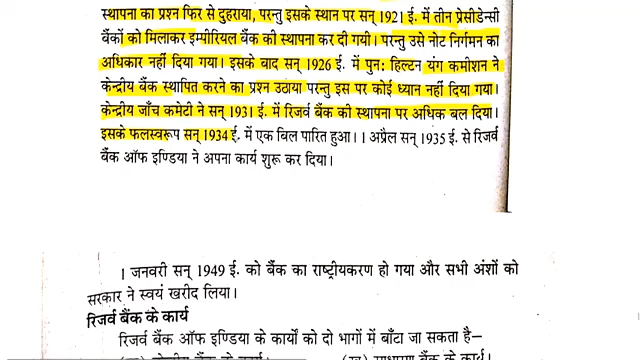 स्थापना का प्रश्न फिर से दुहराया, परन्तु इसके स्थान पर सन् 1921 ई. में तीन प्रेसीडेन्सी
बैंकों को मिलाकर इम्पीरियल बैंक की स्थापना कर दी गयी। परन्तु उसे नोट निर्गमन का
अधिकार नहीं दिया गया। इसके बाद सन् 1926 ई. में पुनः हिल्टन यंग कमीशन ने
केन्द्रीय बैंक स्थापित करने का प्रश्न उठाया परन्तु इस पर कोई ध्यान नहीं दिया गया।
केन्द्रीय जाँच कमेटी ने सन् 1931 ई. में रिजर्व बैंक की स्थापना पर अधिक बल दिया।
इसके फलस्वरूप सन् 1934 ई. में एक बिल पारित हुआ। 1 अप्रैल सन् 1935 ई. से रिजर्व
बैंक ऑफ इण्डिया ने अपना कार्य शुरू कर दिया।
1 जनवरी सन् 1949 ई. को बैंक का राष्ट्रीयकरण हो गया और सभी अंशों को
सरकार ने स्वयं खरीद लिया।
रिजर्व बैंक के कार्य
रिजर्व बैंक ऑफ इण्डिया के कार्यों को दो भागों में बाँटा जा सकता है—